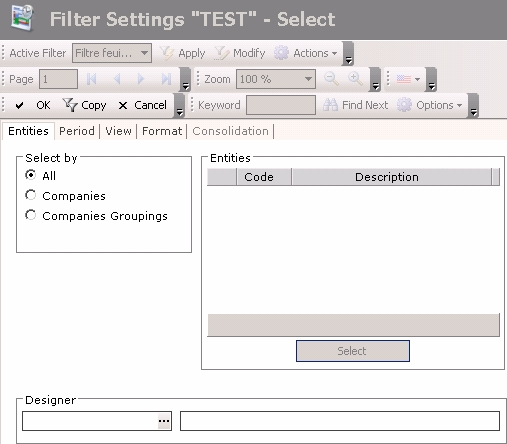 Filter Settings "TEST" - Select
Active Filter Filtre feui... Apply Modify Actions
Page 1 Zoom 100 %
OK Copy Cancel Keyword Find Next Options
Entities Period View Format Consolidation
Select by
All
Companies
Companies Groupings
Entities
Code Description
Select
Designer
...